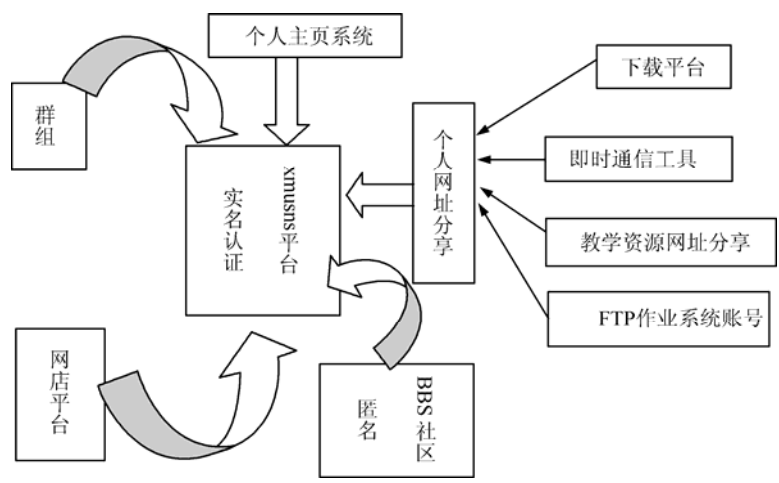 个人主页系统
下载平台
群组
个人网址分享
即时通信工具
xmusns平台
实名认证
教学资源网址分享
FTP作业系统账号
网店平台
BBS 社区
匿名